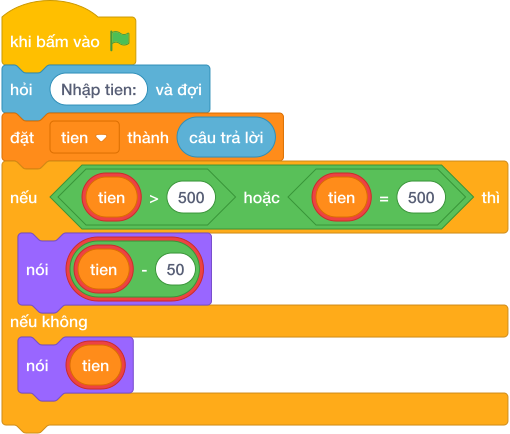 khi bấm vào
hỏi Nhập tien: và đợi
đặt tien thành câu trả lời
nếu tien > 500 hoặc tien = 500 thì
nói tien - 50
nếu không
nói tien